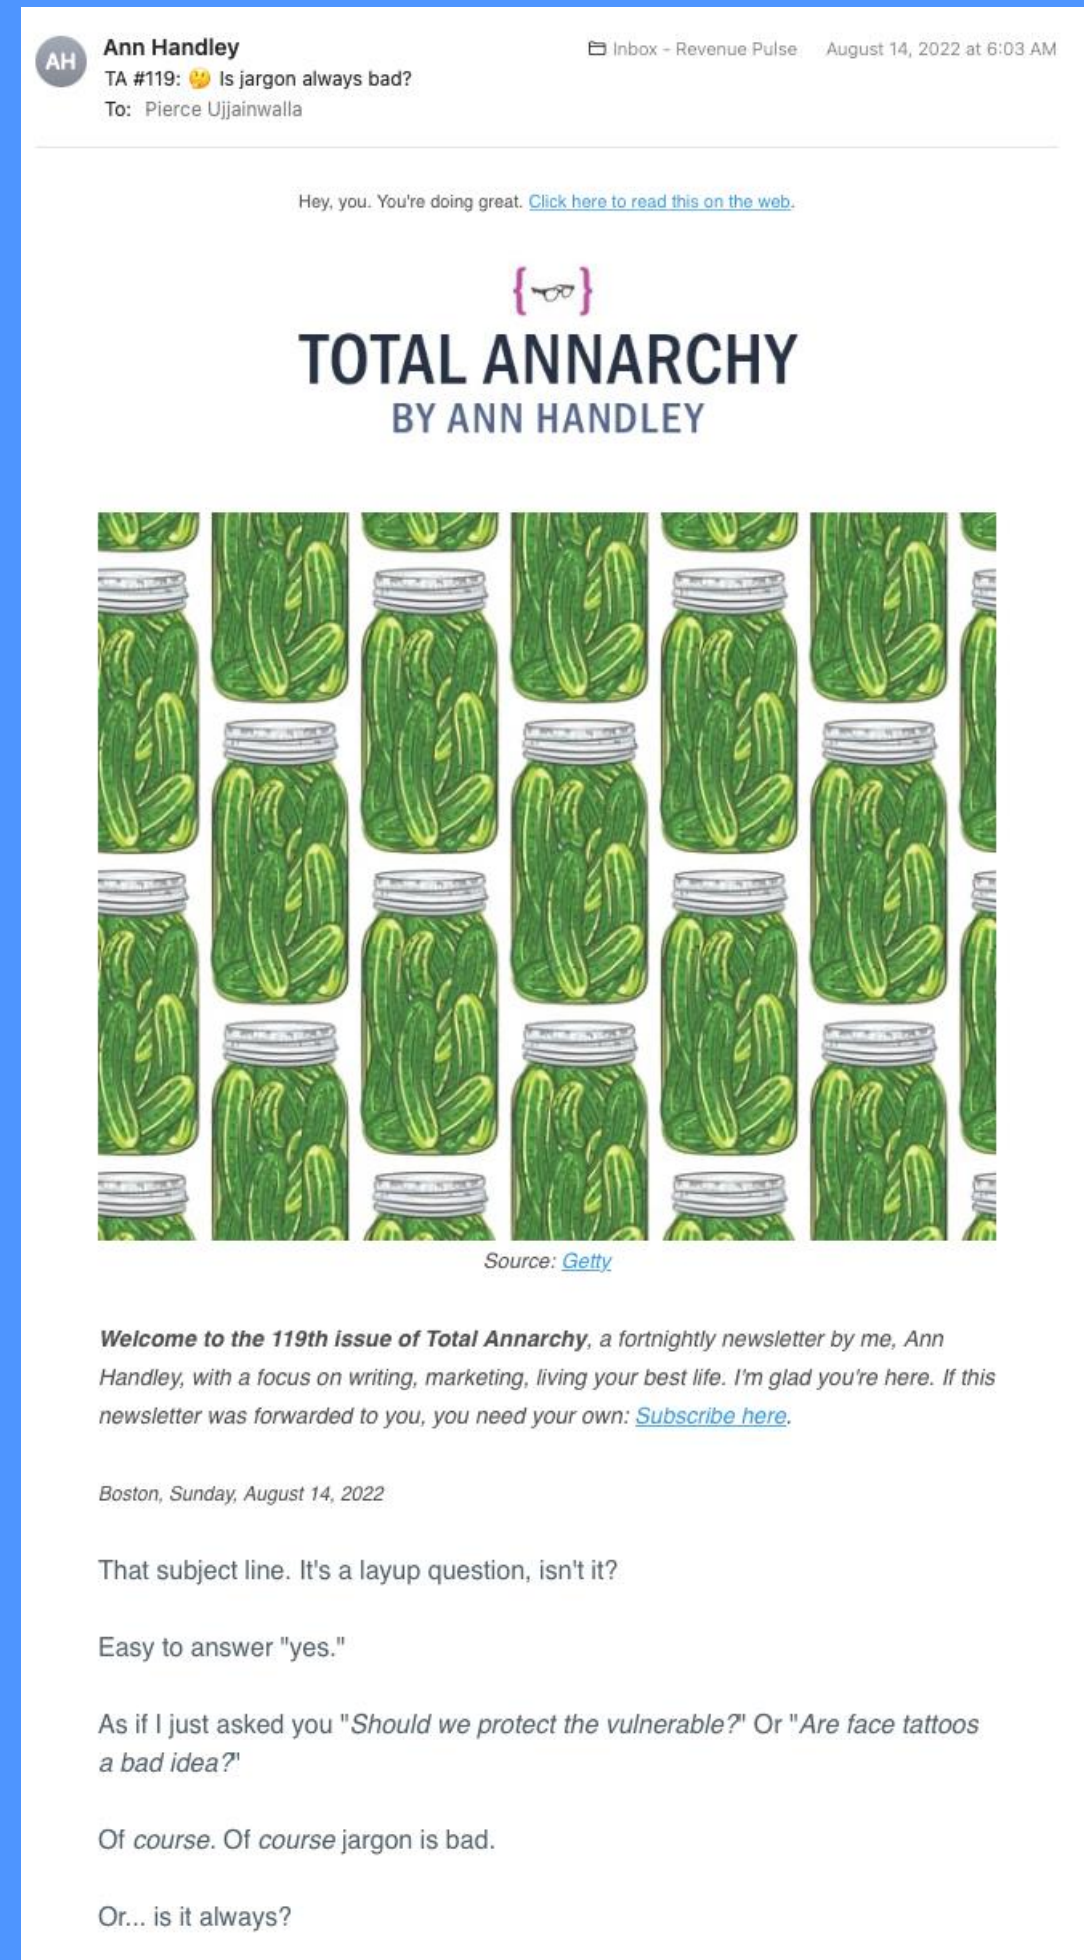 AH
Ann Handley
Inbox - Revenue Pulse August 14, 2022 at 6:03 AM
TA #119: 🤔 Is jargon always bad?
To: Pierce Ujjainwalla
Hey, you. You're doing great. Click here to read this on the web.
TOTAL ANNARCHY
BY ANN HANDLEY
Source: Getty
Welcome to the 119th issue of Total Annarchy, a fortnightly newsletter by me, Ann
Handley, with a focus on writing, marketing, living your best life. I'm glad you're here. If this
newsletter was forwarded to you, you need your own: Subscribe here.
Boston, Sunday, August 14, 2022
That subject line. It's a layup question, isn't it?
Easy to answer "yes."
As if I just asked you "Should we protect the vulnerable?" Or "Are face tattoos
a bad idea?"
Of course. Of course jargon is bad.
Or... is it always?